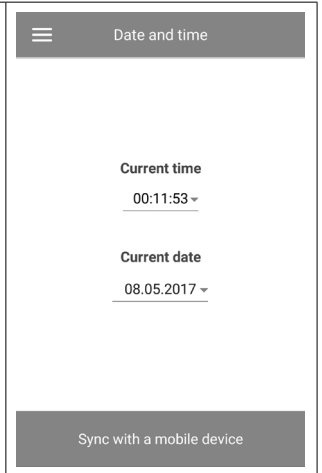 Date and time
Current time
00:11:53
Current date
08.05.2017
Sync with a mobile device